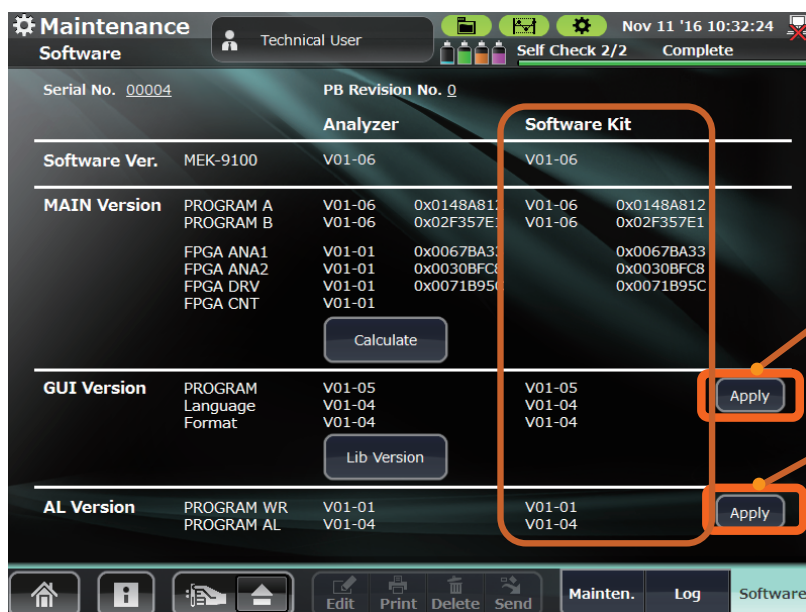 Maintenance
Software
Technical User
Nov 11 '16 10:32:24
Self Check 2/2 Complete
Serial No. 00004 PB Revision No. 0
Analyzer Software Kit
Software Ver. MEK-9100 V01-06 V01-06
MAIN Version PROGRAM A V01-06 0x0148A812 V01-06 0x0148A812
PROGRAM B V01-06 0x02F357E1 V01-06 0x02F357E1
FPGA ANA1 V01-01 0x0067BA33 0x0067BA33
FPGA ANA2 V01-01 0x0030BFC8 0x0030BFC8
FPGA DRV V01-01 0x0071B95C 0x0071B95C
FPGA CNT V01-01
Calculate
GUI Version PROGRAM V01-05 V01-05 Apply
Language V01-04 V01-04
Format V01-04 V01-04
Lib Version
AL Version PROGRAM WR V01-01 V01-01 Apply
PROGRAM AL V01-04 V01-04
Edit Print Delete Send Mainten. Log Software